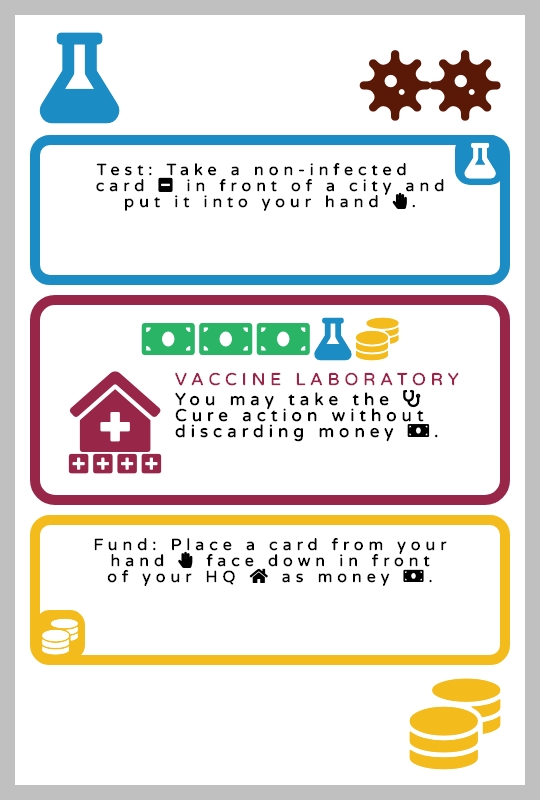 Test: Take a non-infected
card in front of a city and
put it into your hand .
VACCINE LABORATORY
You may take the
Cure action without
discarding money .
Fund: Place a card from your
hand face down in front
of your HQ as money .